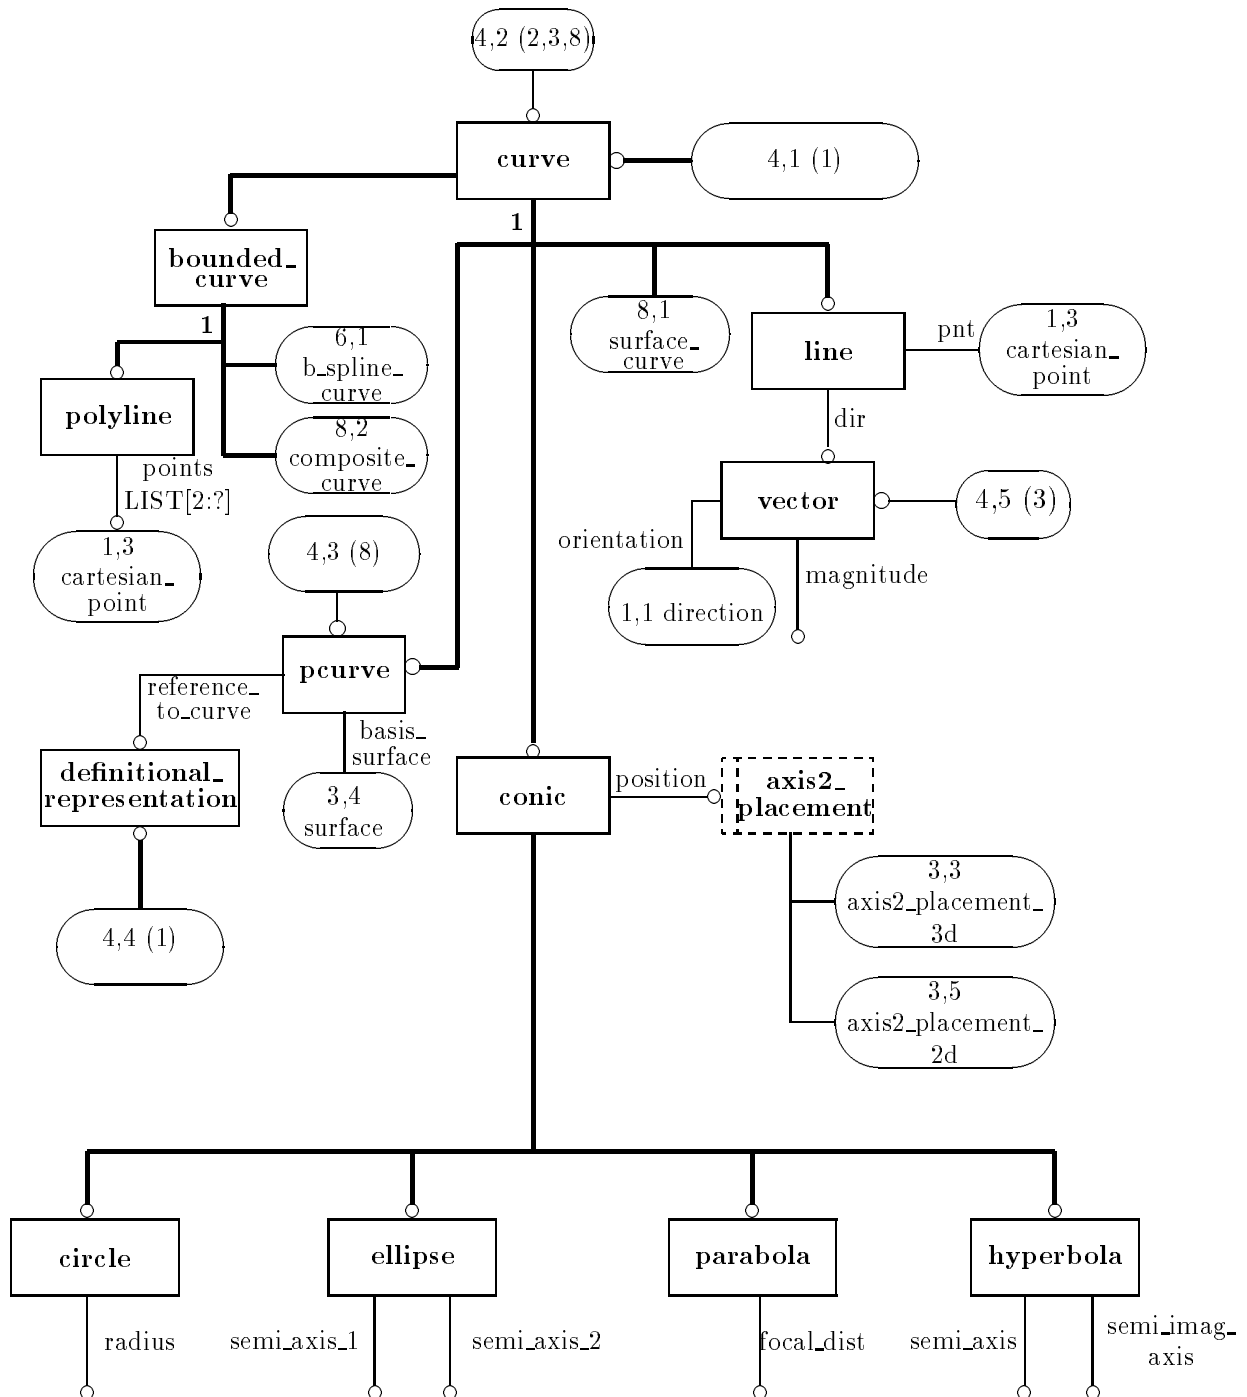 4,2 (2,3,8)
curve
4,1 (1)
1
bounded_
curve
1
6,1
b_spline_
curve
8,1
surface_
curve
line
pnt
1,3
cartesian_
point
polyline
8,2
composite_
curve
dir
points
LIST[2:?]
vector
4,5 (3)
1,3
cartesian_
point
4,3 (8)
orientation
magnitude
1,1 direction
pcurve
reference_
to_curve
basis_
surface
definitional_
representation
3,4
surface
conic
position
axis2_
placement
3,3
axis2_placement_
3d
4,4 (1)
3,5
axis2_placement_
2d
circle
ellipse
parabola
hyperbola
radius
semi_axis_1
semi_axis_2
focal_dist
semi_axis
semi_imag_
axis